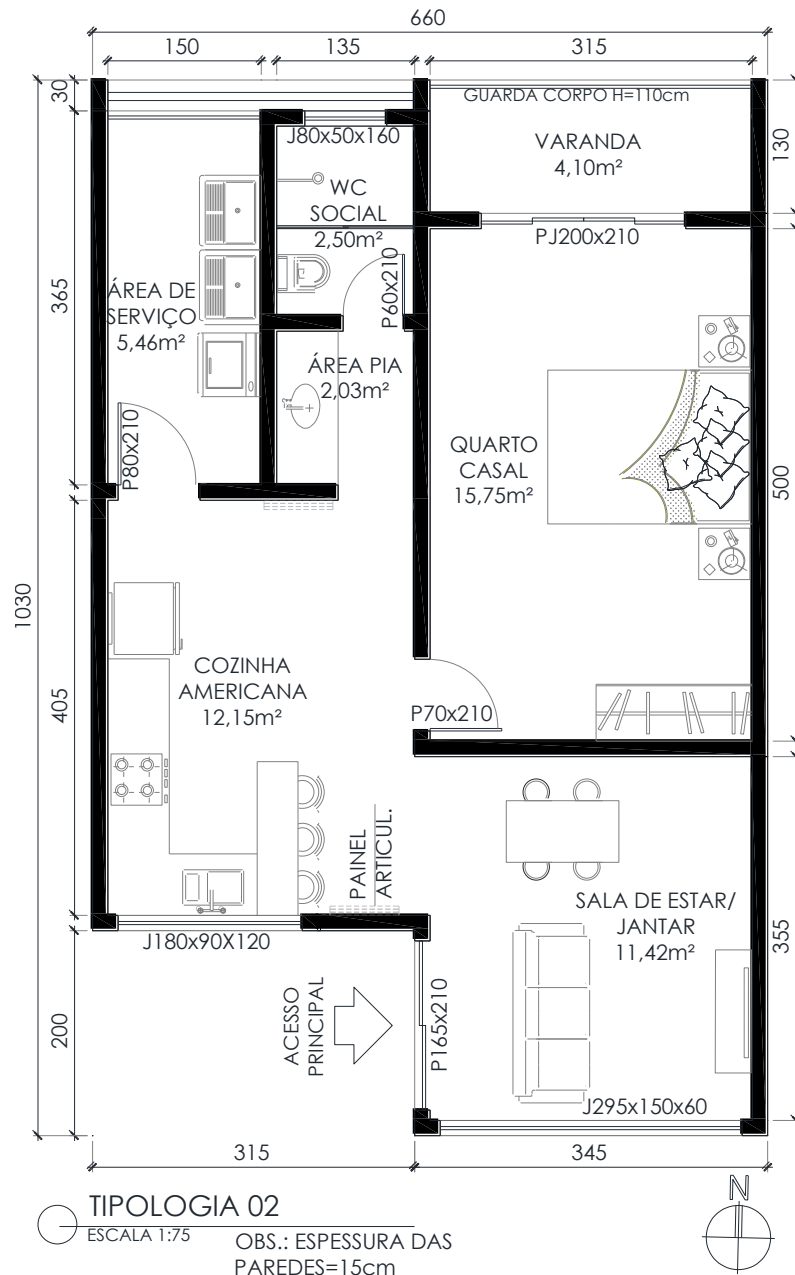 660
150
135
315
30
GUARDA CORPO H=110cm
J80x50x160
VARANDA
4,10m²
130
WC
SOCIAL
2,50m²
PJ200x210
P60x210
365
ÁREA DE
SERVIÇO
5,46m²
ÁREA PIA
2,03m²
P80x210
QUARTO
CASAL
15,75m²
500
1030
405
COZINHA
AMERICANA
12,15m²
P70x210
PAINEL
ARTICUL.
SALA DE ESTAR/
JANTAR
11,42m²
355
J180x90X120
200
ACESSO
PRINCIPAL
P165x210
J295x150x60
315
345
TIPOLOGIA 02
ESCALA 1:75
OBS.: ESPESSURA DAS
PAREDES=15cm
N